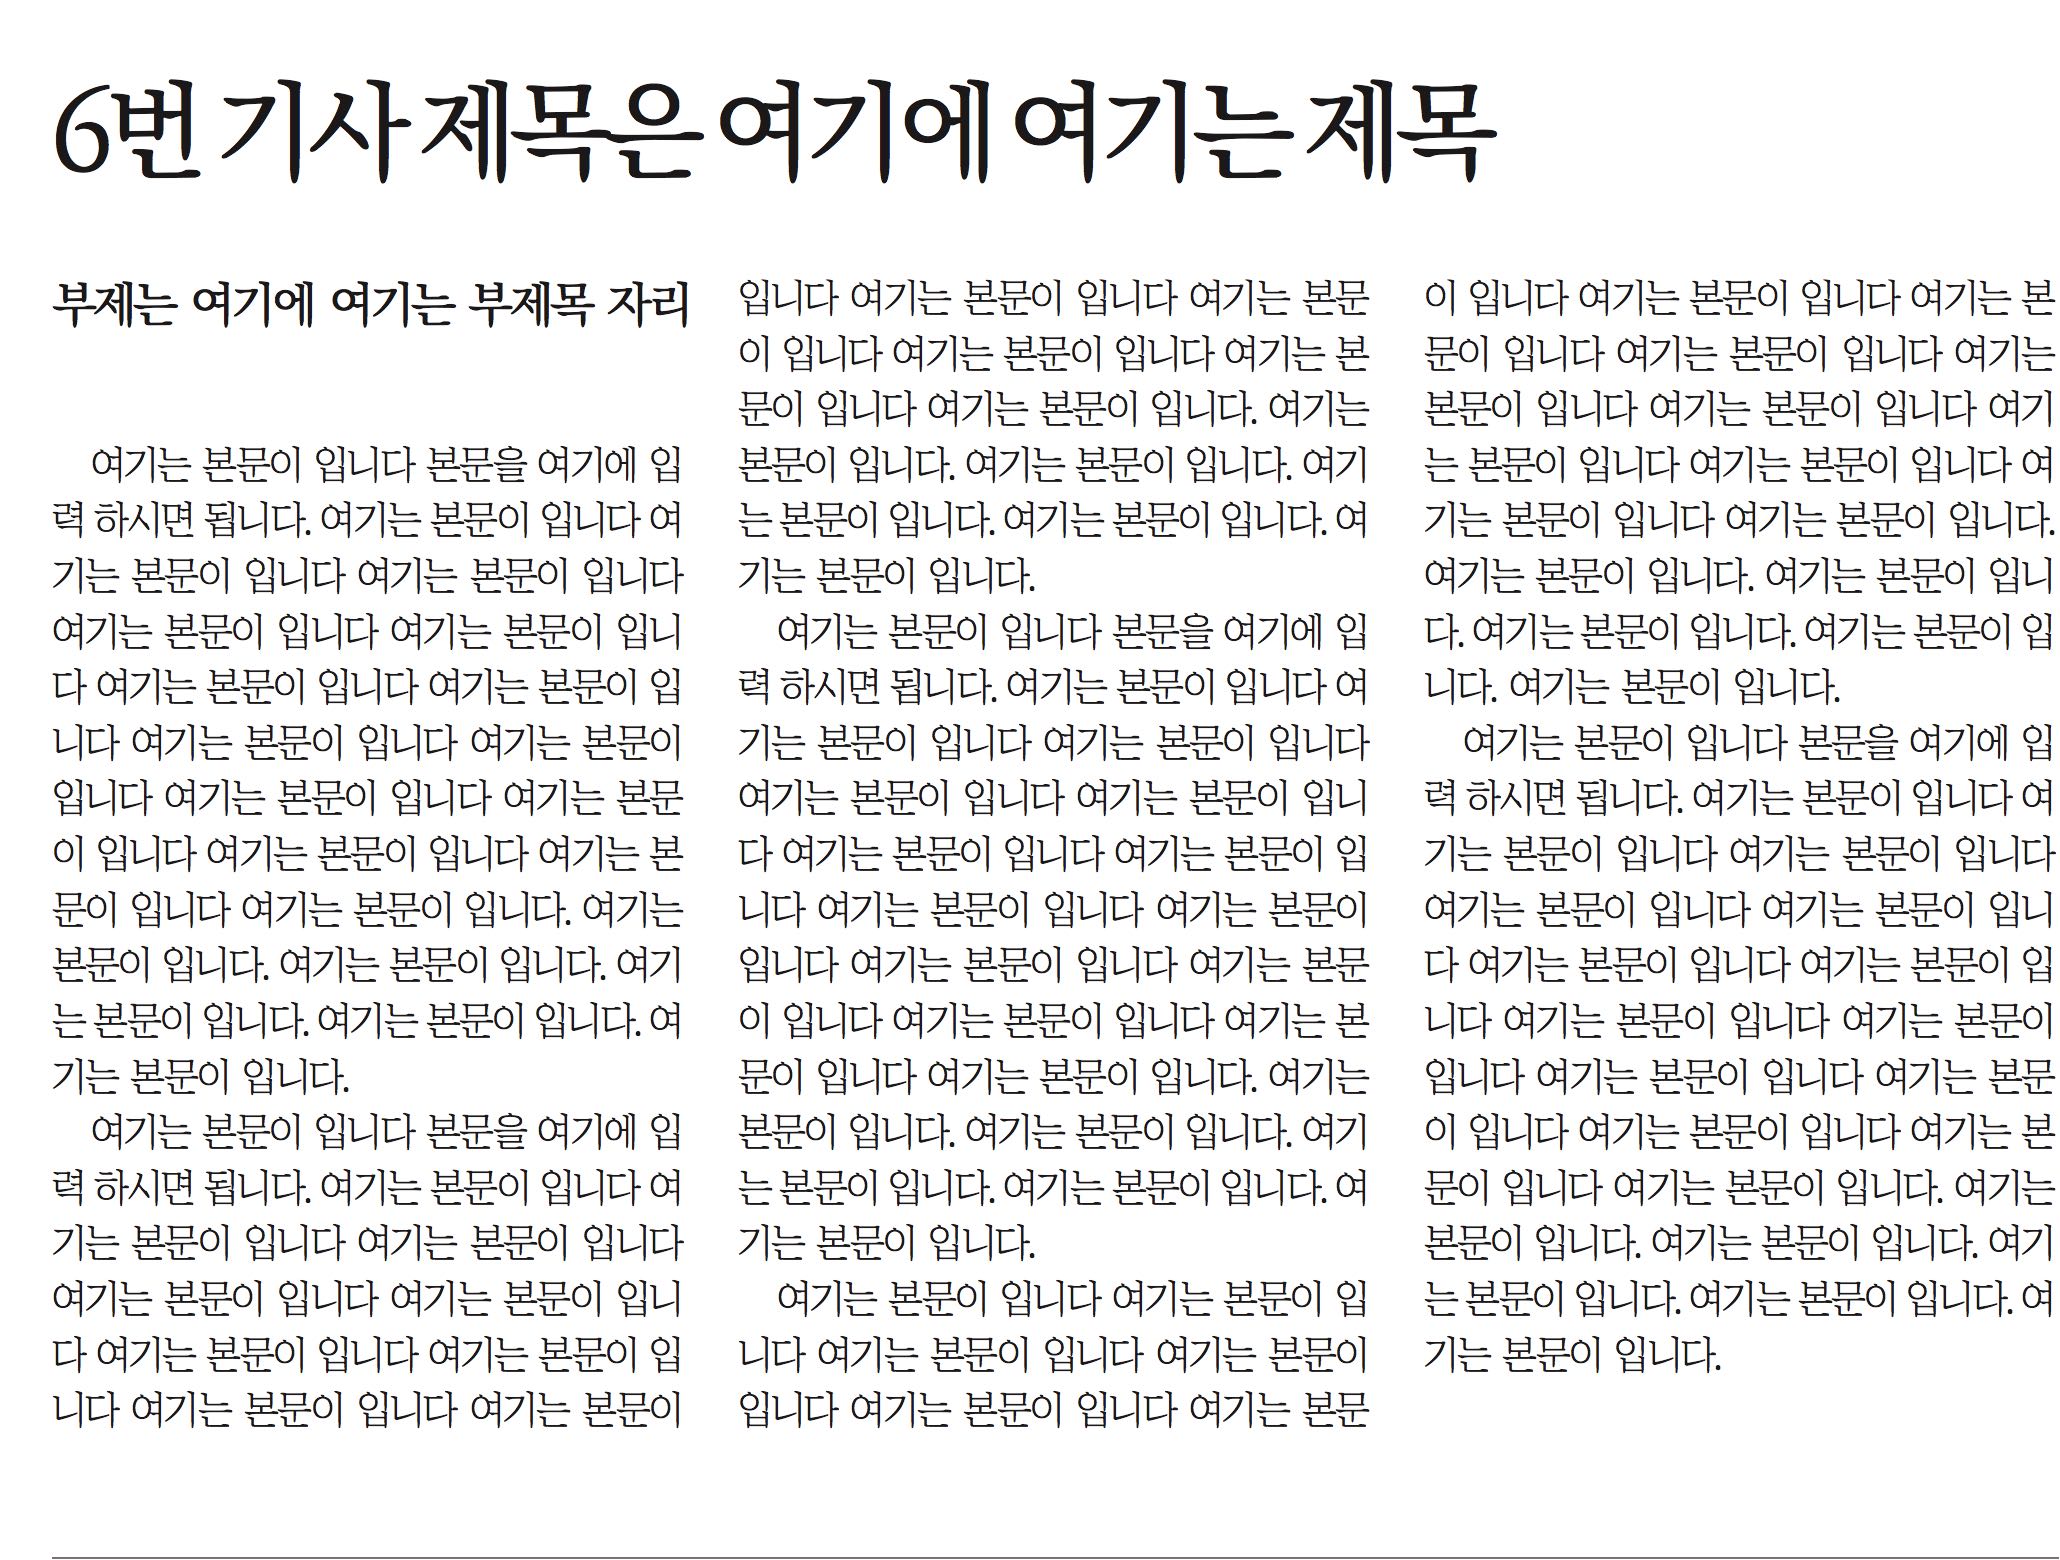 6번 기사 제목은 여기에 여기는 제목
부제는 여기에 여기는 부제목 자리
여기는 본문이 입니다 본문을 여기에 입
력 하시면 됩니다. 여기는 본문이 입니다 여
기는 본문이 입니다 여기는 본문이 입니다
여기는 본문이 입니다 여기는 본문이 입니
다 여기는 본문이 입니다 여기는 본문이 입
니다 여기는 본문이 입니다 여기는 본문이
입니다 여기는 본문이 입니다 여기는 본문
이 입니다 여기는 본문이 입니다 여기는 본
문이 입니다 여기는 본문이 입니다. 여기는
본문이 입니다. 여기는 본문이 입니다. 여기
는 본문이 입니다. 여기는 본문이 입니다. 여
기는 본문이 입니다.
여기는 본문이 입니다 본문을 여기에 입
력 하시면 됩니다. 여기는 본문이 입니다 여
기는 본문이 입니다 여기는 본문이 입니다
여기는 본문이 입니다 여기는 본문이 입니
다 여기는 본문이 입니다 여기는 본문이 입
니다 여기는 본문이 입니다 여기는 본문이
입니다 여기는 본문이 입니다 여기는 본문
이 입니다 여기는 본문이 입니다 여기는 본
문이 입니다 여기는 본문이 입니다. 여기는
본문이 입니다. 여기는 본문이 입니다. 여기
는 본문이 입니다. 여기는 본문이 입니다. 여
기는 본문이 입니다.
여기는 본문이 입니다 본문을 여기에 입
력 하시면 됩니다. 여기는 본문이 입니다 여
기는 본문이 입니다 여기는 본문이 입니다
여기는 본문이 입니다 여기는 본문이 입니
다 여기는 본문이 입니다 여기는 본문이 입
니다 여기는 본문이 입니다 여기는 본문이
입니다 여기는 본문이 입니다 여기는 본문
이 입니다 여기는 본문이 입니다 여기는 본
문이 입니다 여기는 본문이 입니다. 여기는
본문이 입니다. 여기는 본문이 입니다. 여기
는 본문이 입니다. 여기는 본문이 입니다. 여
기는 본문이 입니다.
여기는 본문이 입니다 여기는 본문이 입
니다 여기는 본문이 입니다 여기는 본문이
입니다 여기는 본문이 입니다 여기는 본문
이 입니다 여기는 본문이 입니다 여기는 본
문이 입니다 여기는 본문이 입니다 여기는
본문이 입니다 여기는 본문이 입니다 여기
는 본문이 입니다 여기는 본문이 입니다 여
기는 본문이 입니다 여기는 본문이 입니다.
여기는 본문이 입니다. 여기는 본문이 입니
다. 여기는 본문이 입니다. 여기는 본문이 입
니다. 여기는 본문이 입니다.
여기는 본문이 입니다 본문을 여기에 입
력 하시면 됩니다. 여기는 본문이 입니다 여
기는 본문이 입니다 여기는 본문이 입니다
여기는 본문이 입니다 여기는 본문이 입니
다 여기는 본문이 입니다 여기는 본문이 입
니다 여기는 본문이 입니다 여기는 본문이
입니다 여기는 본문이 입니다 여기는 본문
이 입니다 여기는 본문이 입니다 여기는 본
문이 입니다 여기는 본문이 입니다. 여기는
본문이 입니다. 여기는 본문이 입니다. 여기
는 본문이 입니다. 여기는 본문이 입니다. 여
기는 본문이 입니다.